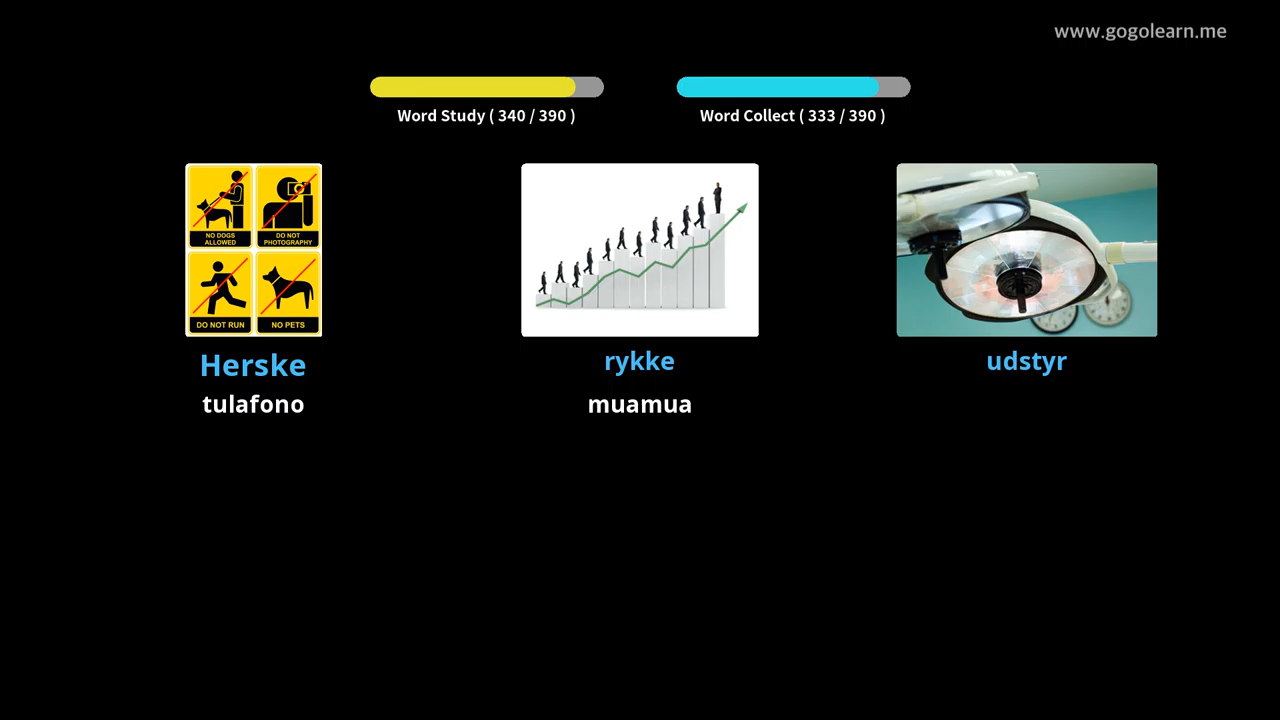 www.gogolearn.me
Word Study ( 340 / 390 )
Word Collect ( 333 / 390 )
NO DOGS
ALLOWED
DO NOT
PHOTOGRAPHY
DO NOT RUN
NO PETS
Herske
rykke
udstyr
tulafono
muamua